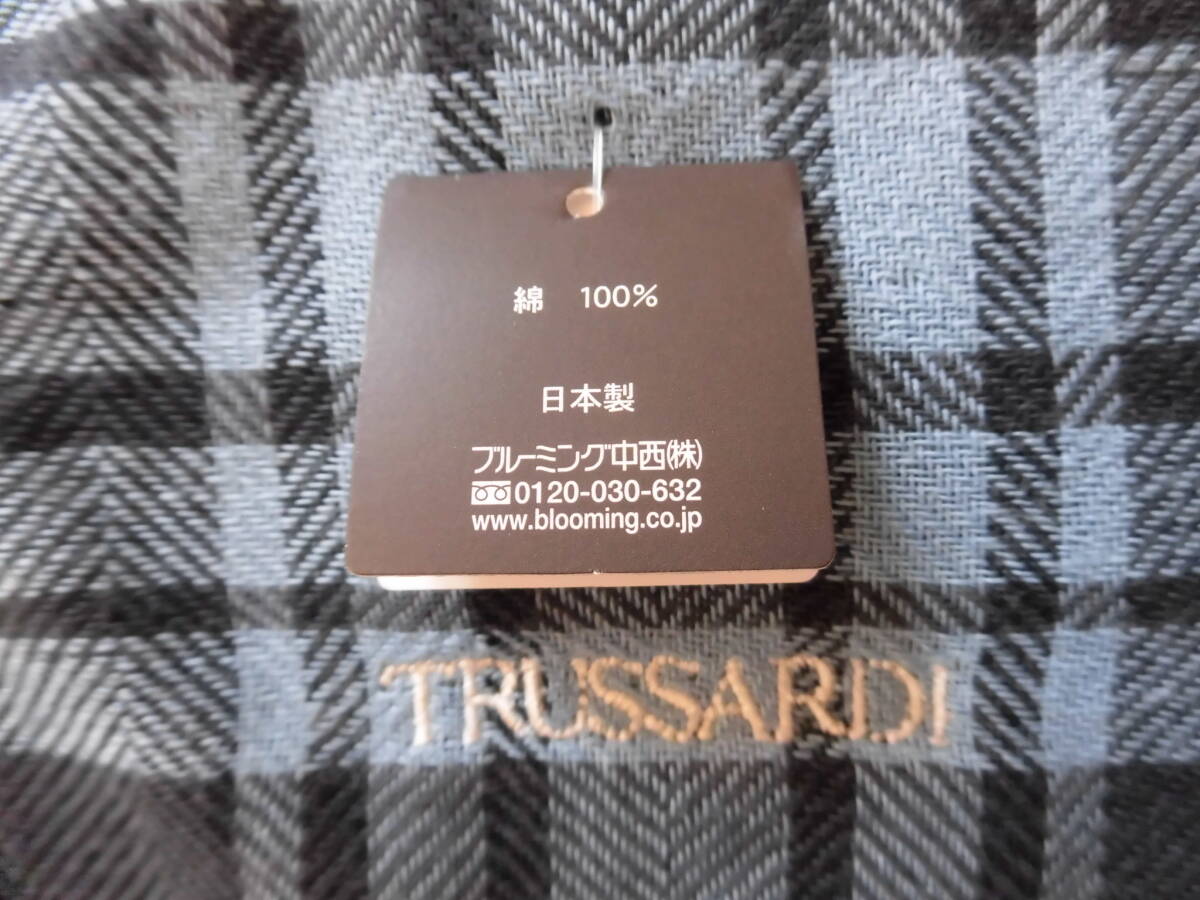 綿 100%
日本製
ブルーミング中西(株)
0120-030-632
www.blooming.co.jp
TRUSSARDI